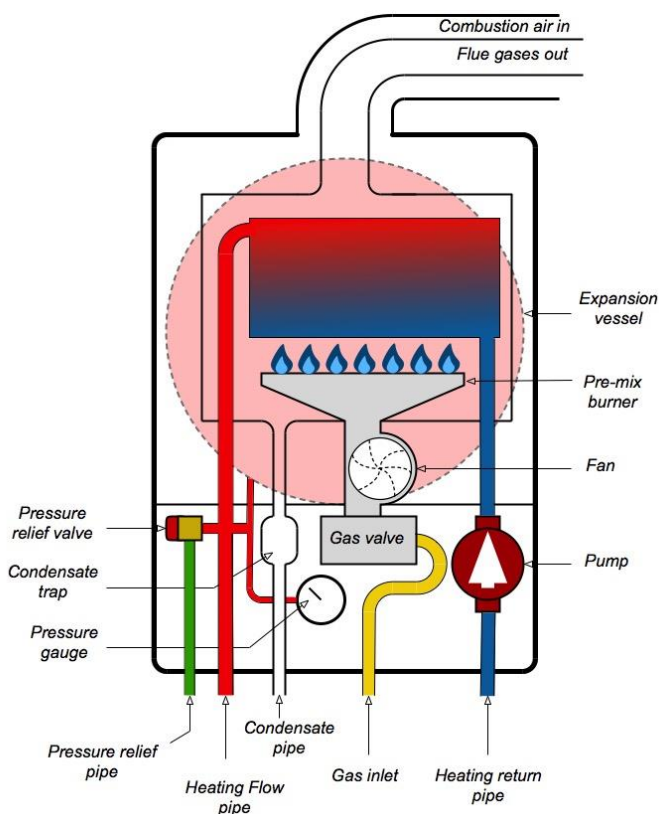 Combustion air in
Flue gases out
Expansion
vessel
Pre-mix
burner
Fan
Pressure
relief valve
Gas valve
Condensate
trap
Pump
Pressure
gauge
Condensate
pipe
Pressure relief
pipe
Heating Flow
pipe
Gas inlet
Heating return
pipe